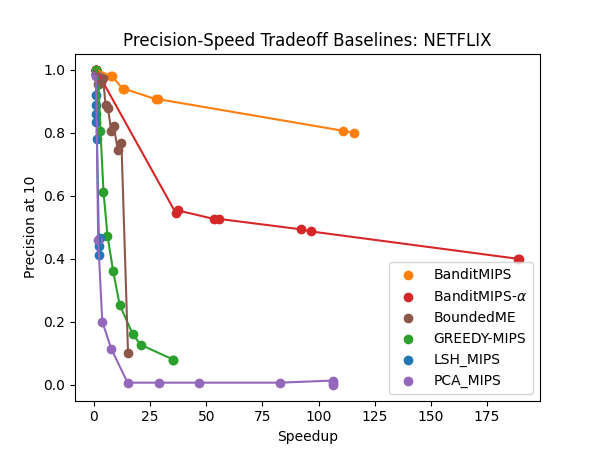 Precision-Speed Tradeoff Baselines: NETFLIX
Precision at 10
1.0
0.8
0.6
0.4
0.2
0.0
BanditMIPS
BanditMIPS-α
BoundedME
GREEDY-MIPS
LSH_MIPS
PCA_MIPS
0
25
50
75
100
125
150
175
Speedup